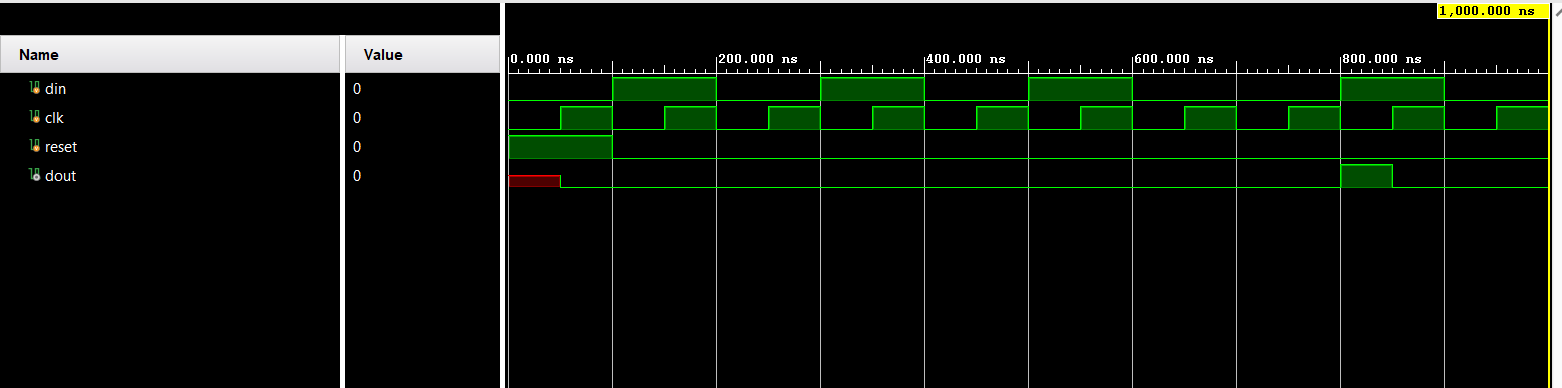 1,000.000 ns
Name Value
0.000 ns 200.000 ns 400.000 ns 600.000 ns 800.000 ns
din 0
clk 0
reset 0
dout 0